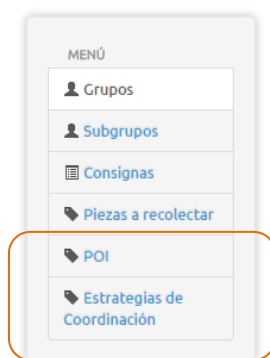 MENÚ
Grupos
Subgrupos
Consignas
Piezas a recolectar
POI
Estrategias de
Coordinación